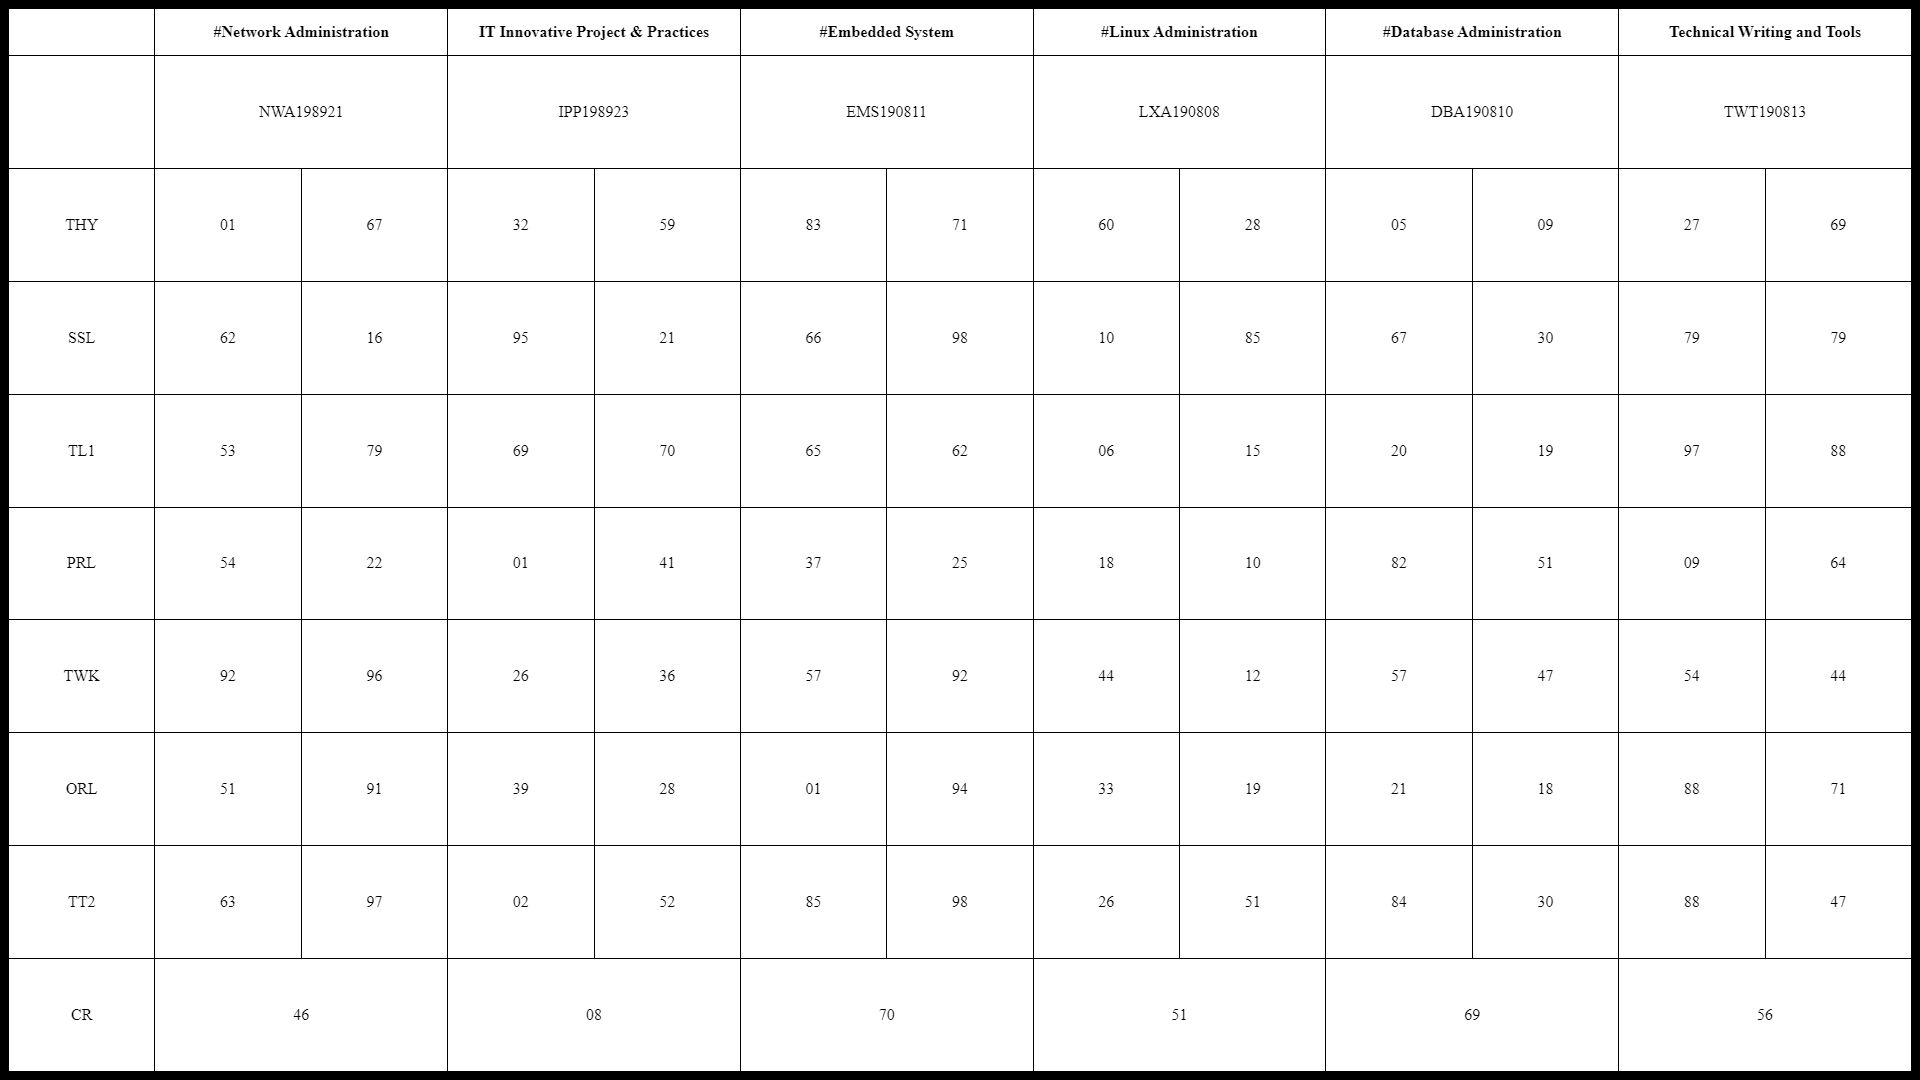 #Network Administration IT Innovative Project & Practices #Embedded System #Linux Administration #Database Administration Technical Writing and Tools
NWA198921 IPP198923 EMS190811 LXA190808 DBA190810 TWT190813
THY 01 67 32 59 83 71 60 28 05 09 27 69
SSL 62 16 95 21 66 98 10 85 67 30 79 79
TL1 53 79 69 70 65 62 06 15 20 19 97 88
PRL 54 22 01 41 37 25 18 10 82 51 09 64
TWK 92 96 26 36 57 92 44 12 57 47 54 44
ORL 51 91 39 28 01 94 33 19 21 18 88 71
TT2 63 97 02 52 85 98 26 51 84 30 88 47
CR 46 08 70 51 69 56